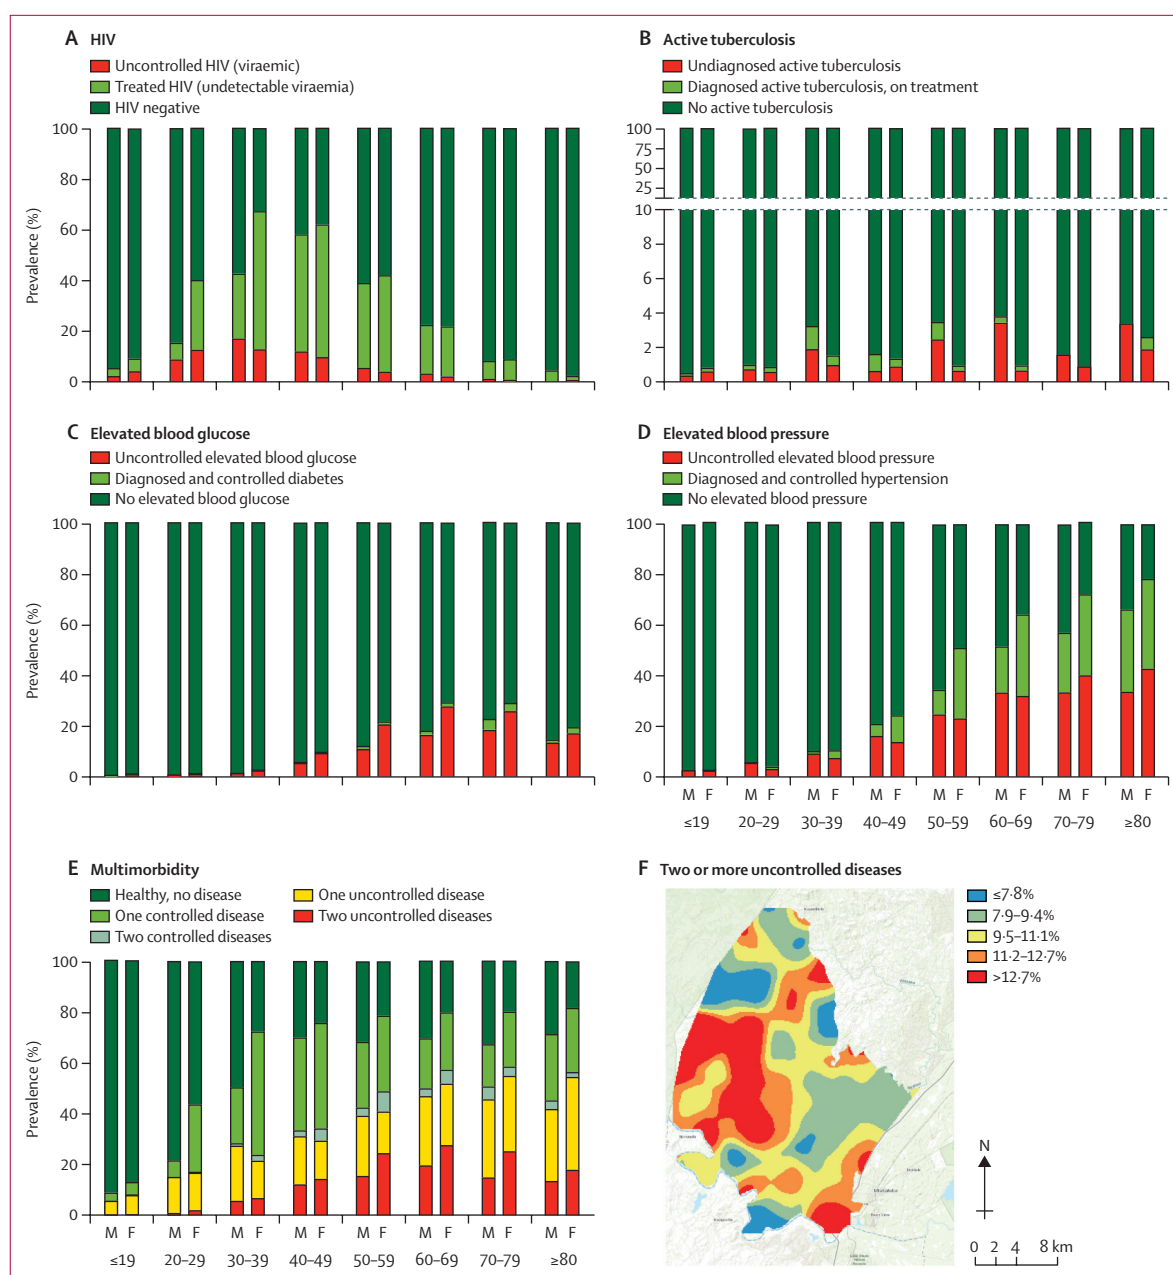 A HIV
Uncontrolled HIV (viraemic)
Treated HIV (undetectable viraemia)
HIV negative
100
80
60
40
20
0
Prevalence (%)
B Active tuberculosis
Undiagnosed active tuberculosis
Diagnosed active tuberculosis, on treatment
No active tuberculosis
100
75
50
25
10
8
6
4
2
0
C Elevated blood glucose
Uncontrolled elevated blood glucose
Diagnosed and controlled diabetes
No elevated blood glucose
100
80
60
40
20
0
Prevalence (%)
D Elevated blood pressure
Uncontrolled elevated blood pressure
Diagnosed and controlled hypertension
No elevated blood pressure
100
80
60
40
20
0
M F M F M F M F M F M F M F M F
≤19 20–29 30–39 40–49 50–59 60–69 70–79 ≥80
E Multimorbidity
Healthy, no disease
One controlled disease
Two controlled diseases
One uncontrolled disease
Two uncontrolled diseases
100
80
60
40
20
0
Prevalence (%)
M F M F M F M F M F M F M F M F
≤19 20–29 30–39 40–49 50–59 60–69 70–79 ≥80
F Two or more uncontrolled diseases
≤7·8%
7·9–9·4%
9·5–11·1%
11·2–12·7%
>12·7%
N
0 2 4 8 km